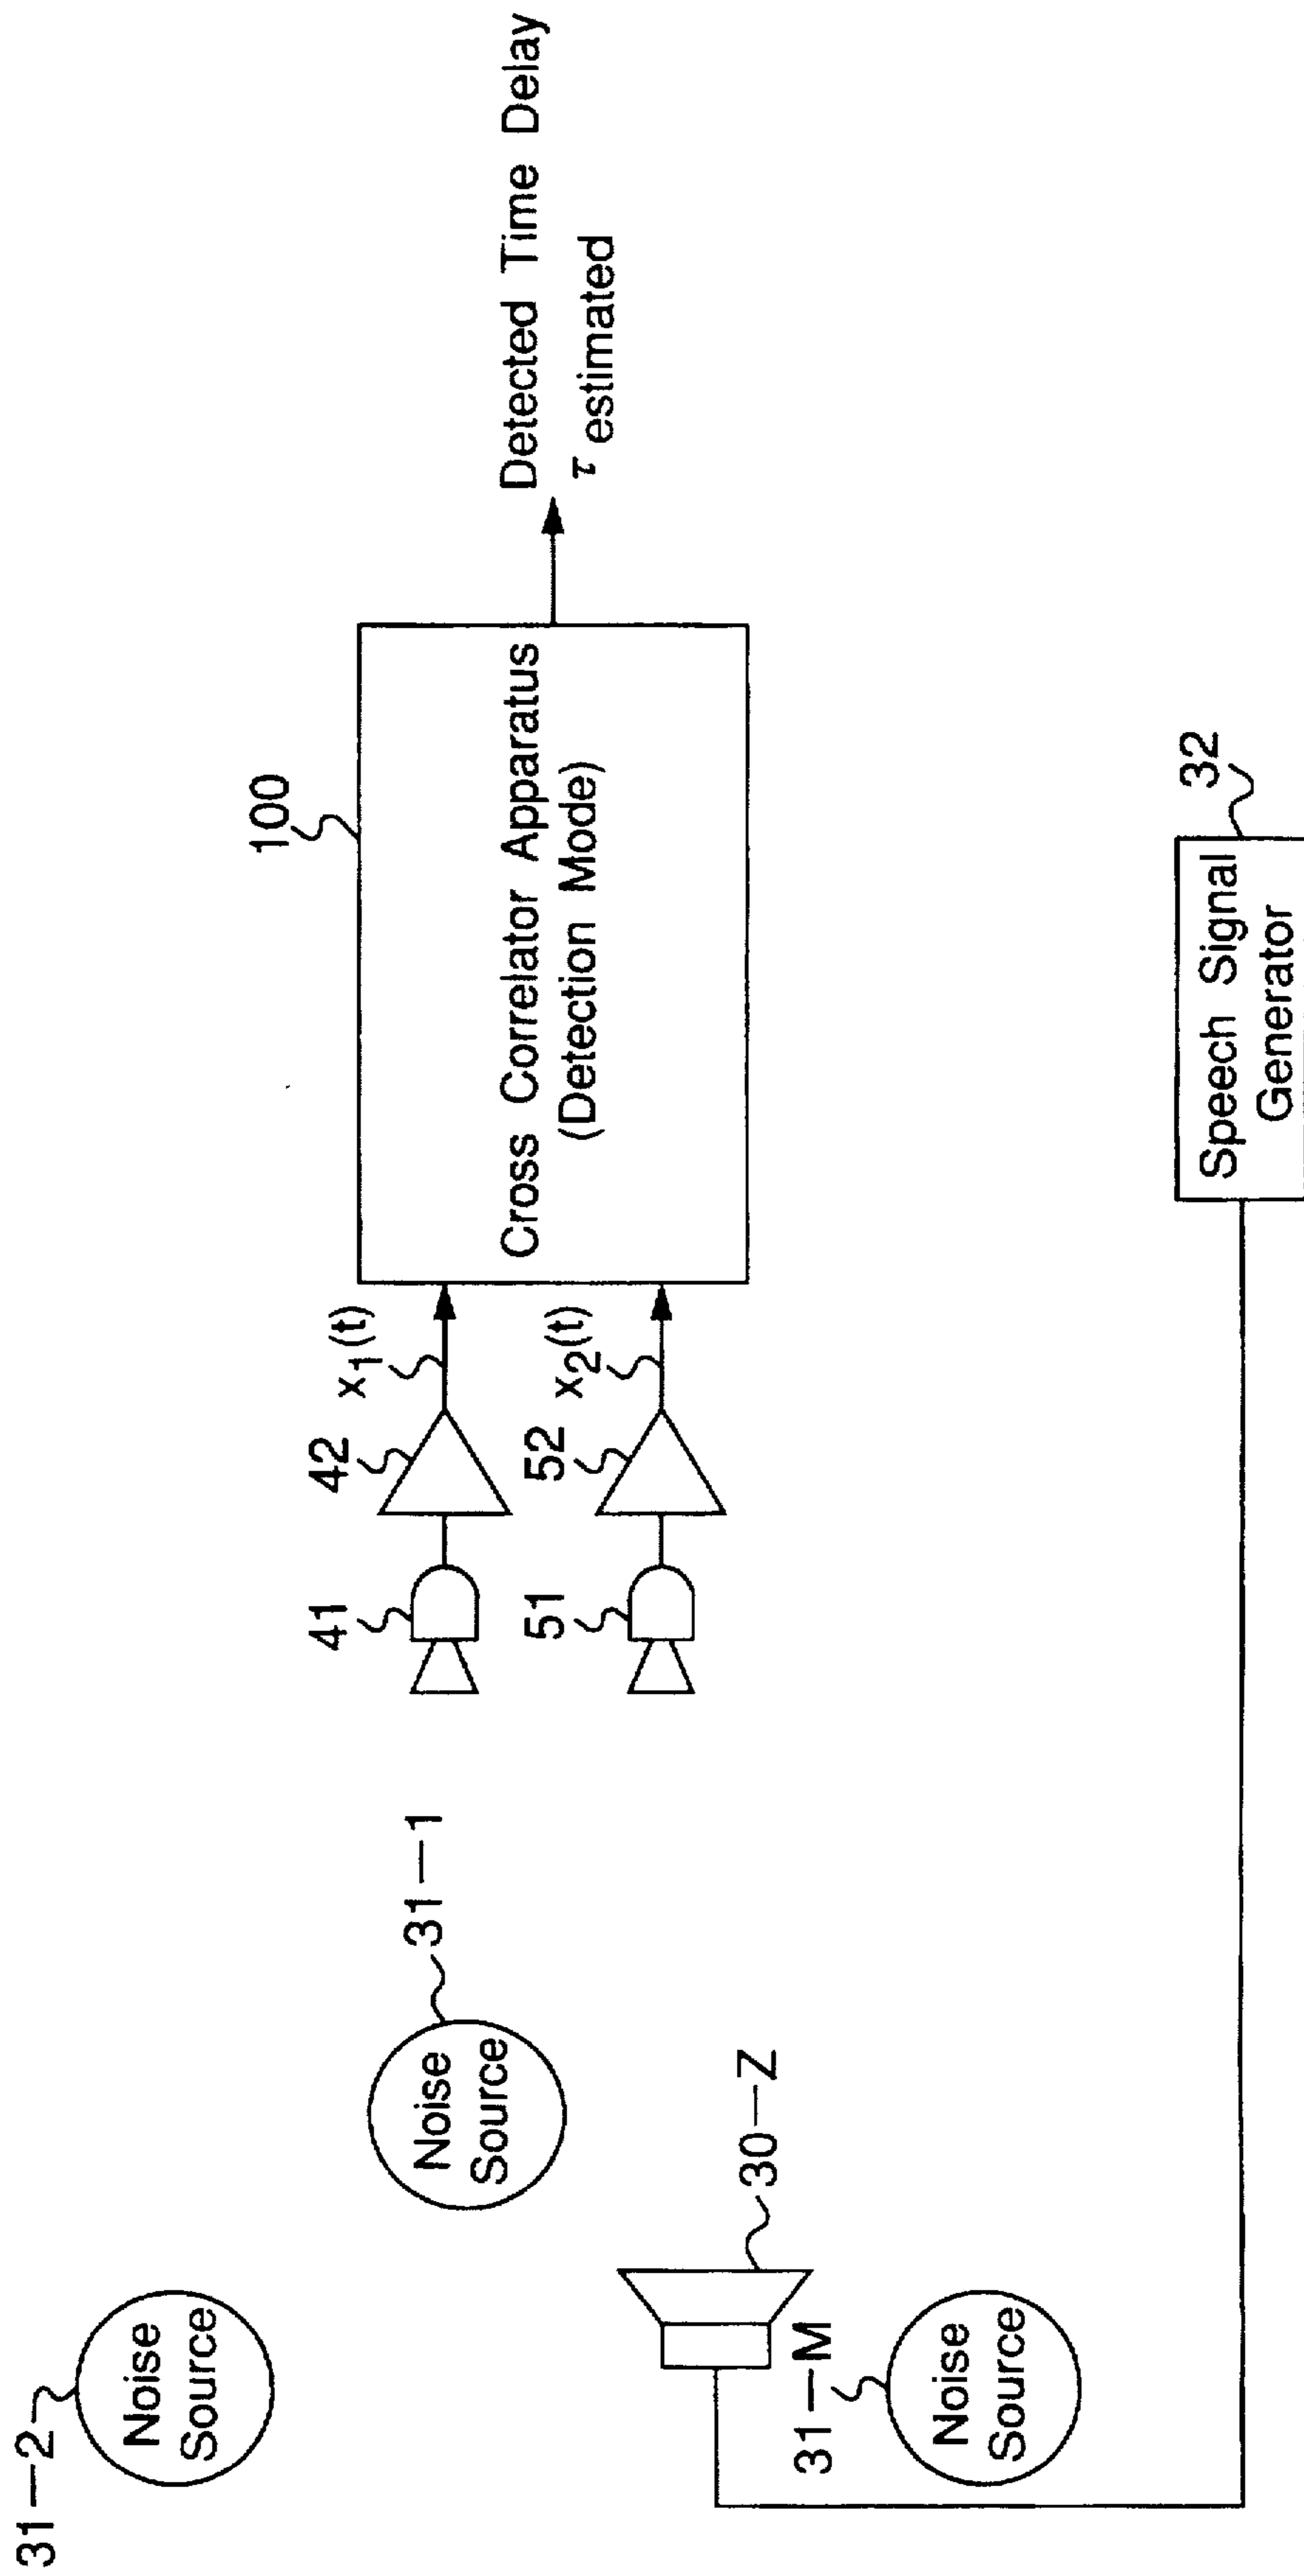 31—2
Noise
Source
31—1
Noise
Source
30—Z
31—M
Noise
Source
41
42
x1(t)
51
52
x2(t)
100
Cross Correlator Apparatus
(Detection Mode)
Detected Time Delay
τ estimated
32
Speech Signal
Generator